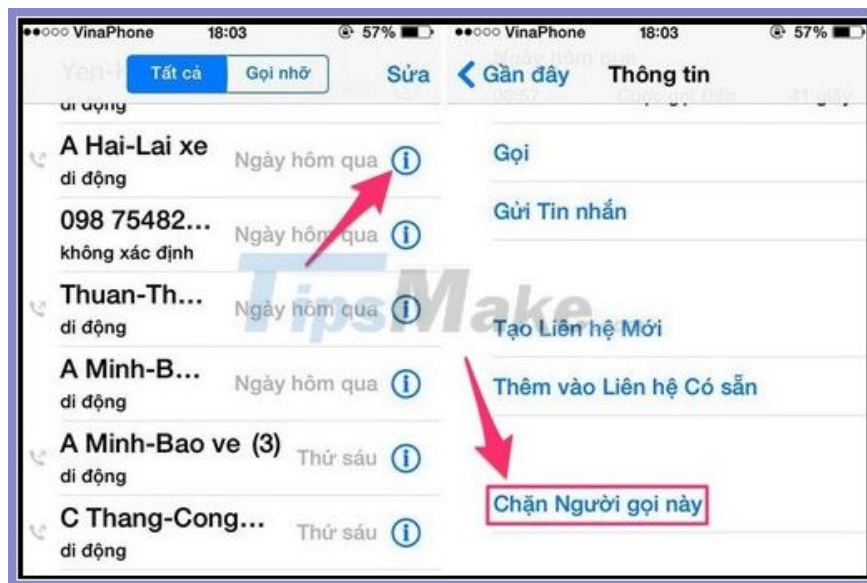 VinaPhone 18:03 57%
Tất cả Gọi nhỡ Sửa
di động
A Hai-Lai xe
Ngày hôm qua
di động
098 75482...
Ngày hôm qua
không xác định
Thuan-Th...
Ngày hôm qua
di động
A Minh-B...
Ngày hôm qua
di động
A Minh-Bao ve (3)
Thứ sáu
di động
C Thang-Cong...
Thứ sáu
di động
VinaPhone 18:03 57%
Gần đây Thông tin
Gọi
Gửi Tin nhắn
Tạo Liên hệ Mới
Thêm vào Liên hệ Có sẵn
Chặn Người gọi này
TipsMake